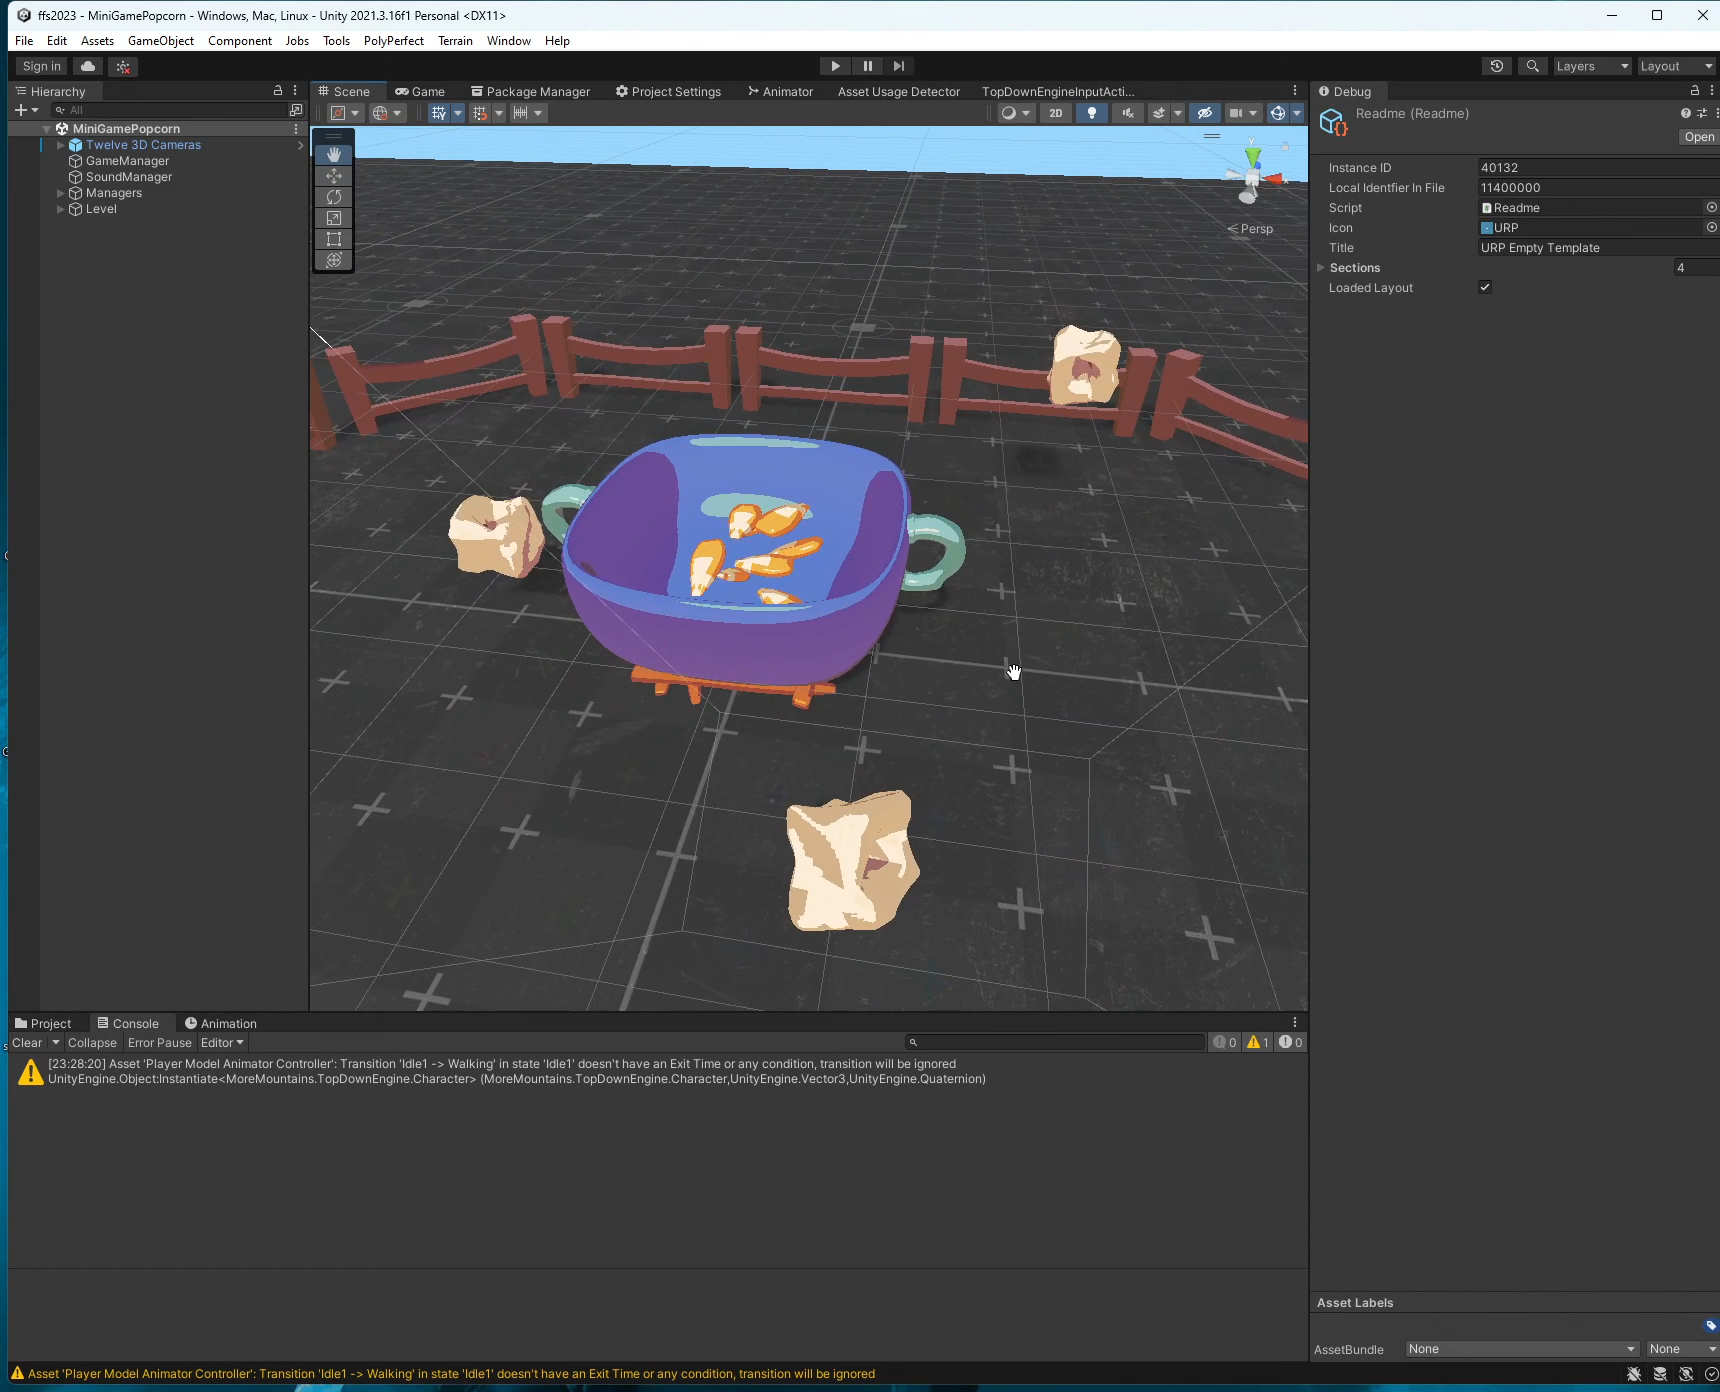 ffs2023 - MiniGamePopcorn - Windows, Mac, Linux - Unity 2021.3.16f1 Personal <DX11>
File Edit Assets GameObject Component Jobs Tools PolyPerfect Terrain Window Help
Sign in Layers Layout
Hierarchy Scene Game Package Manager Project Settings Animator Asset Usage Detector TopDownEngineInputActi... Debug
All 2D
MiniGamePopcorn
Twelve 3D Cameras
GameManager
SoundManager
Managers
Level
y
Persp
Readme (Readme)
Open
Instance ID 40132
Local Identfier In File 11400000
Script Readme
Icon URP
Title URP Empty Template
Sections 4
Loaded Layout
Project Console Animation
Clear Collapse Error Pause Editor 0 1 0
[23:28:20] Asset 'Player Model Animator Controller': Transition 'Idle1 -> Walking' in state 'Idle1' doesn't have an Exit Time or any condition, transition will be ignored
UnityEngine.Object:Instantiate<MoreMountains.TopDownEngine.Character> (MoreMountains.TopDownEngine.Character,UnityEngine.Vector3,UnityEngine.Quaternion)
Asset Labels
AssetBundle None None
Asset 'Player Model Animator Controller': Transition 'Idle1 -> Walking' in state 'Idle1' doesn't have an Exit Time or any condition, transition will be ignored